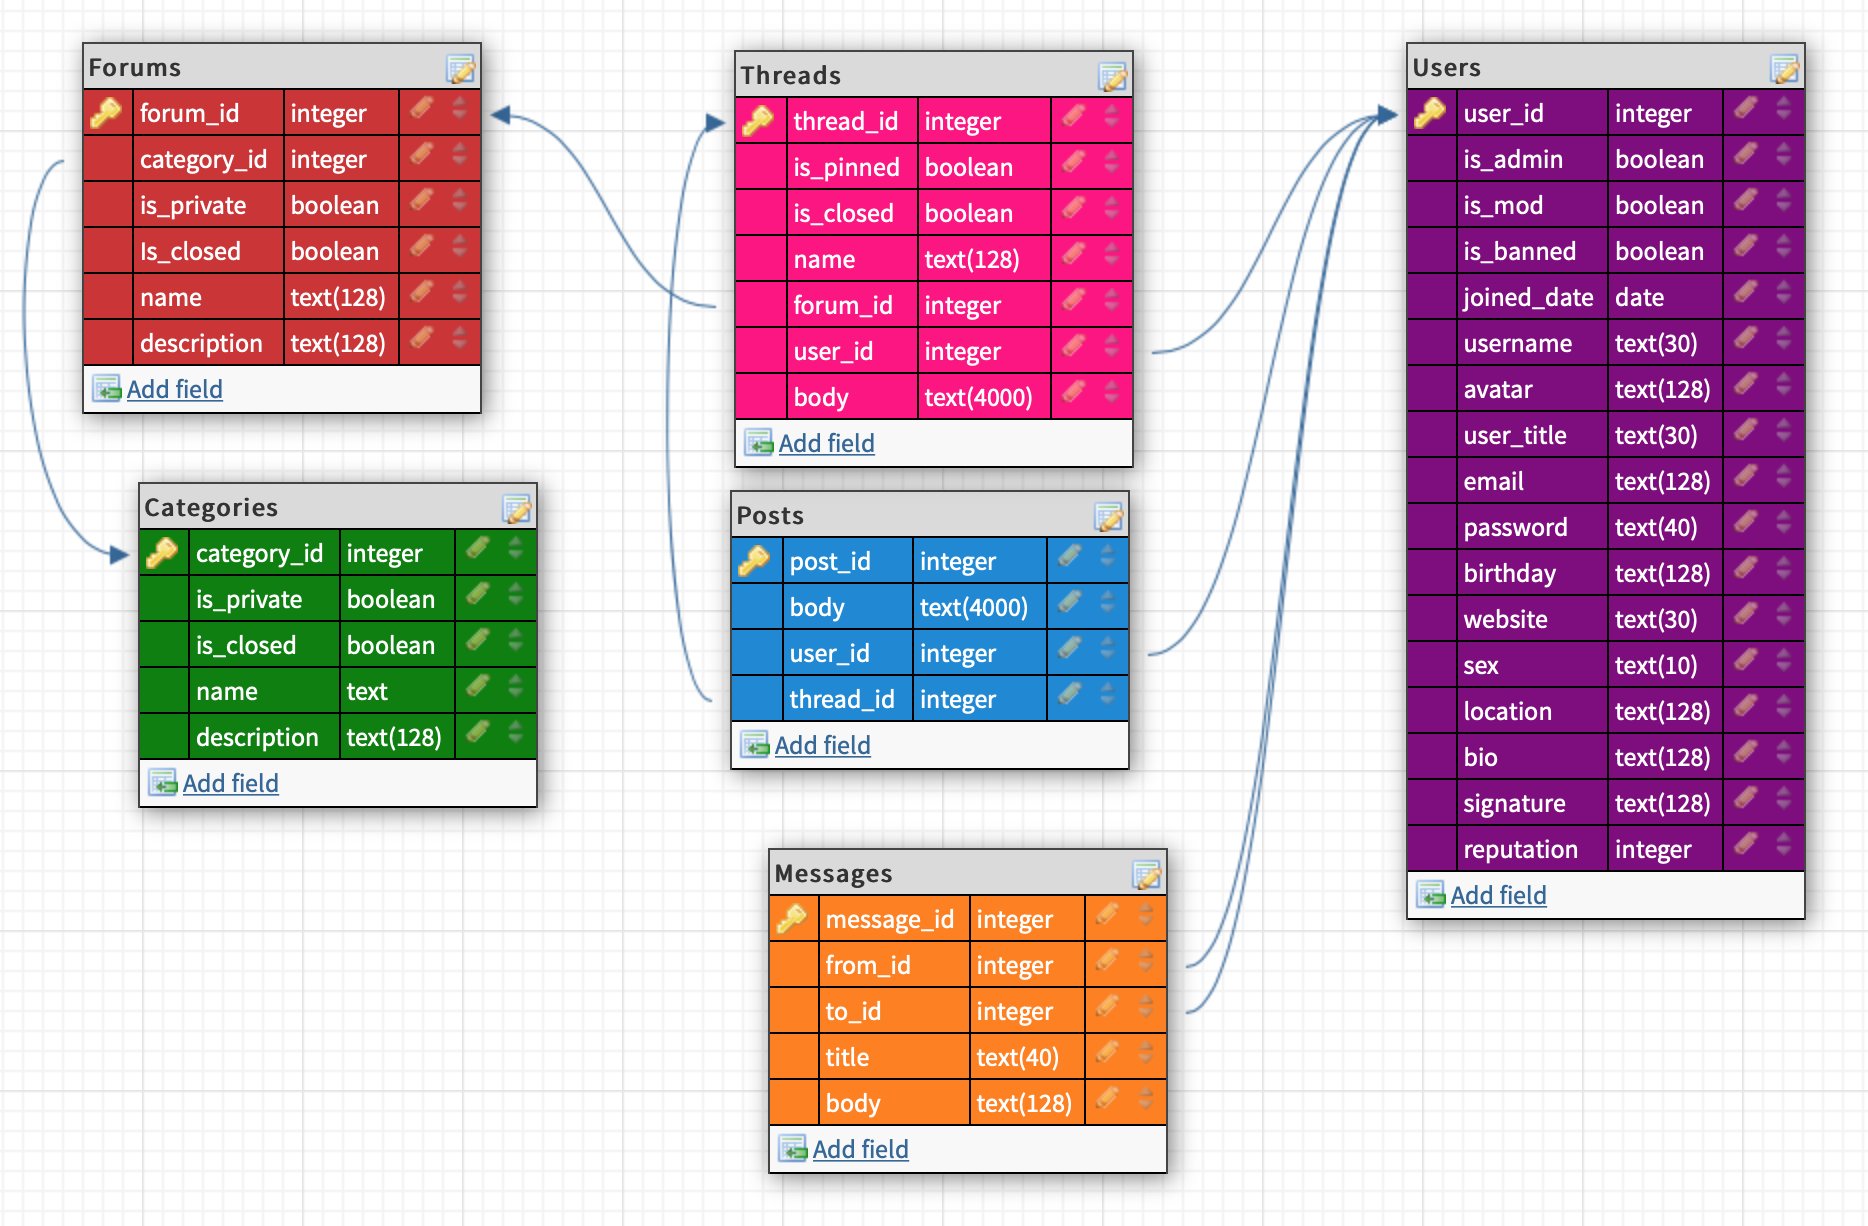 Forums
forum_id integer
category_id integer
is_private boolean
Is_closed boolean
name text(128)
description text(128)
Add field
Categories
category_id integer
is_private boolean
is_closed boolean
name text
description text(128)
Add field
Threads
thread_id integer
is_pinned boolean
is_closed boolean
name text(128)
forum_id integer
user_id integer
body text(4000)
Add field
Posts
post_id integer
body text(4000)
user_id integer
thread_id integer
Add field
Messages
message_id integer
from_id integer
to_id integer
title text(40)
body text(128)
Add field
Users
user_id integer
is_admin boolean
is_mod boolean
is_banned boolean
joined_date date
username text(30)
avatar text(128)
user_title text(30)
email text(128)
password text(40)
birthday text(128)
website text(30)
sex text(10)
location text(128)
bio text(128)
signature text(128)
reputation integer
Add field